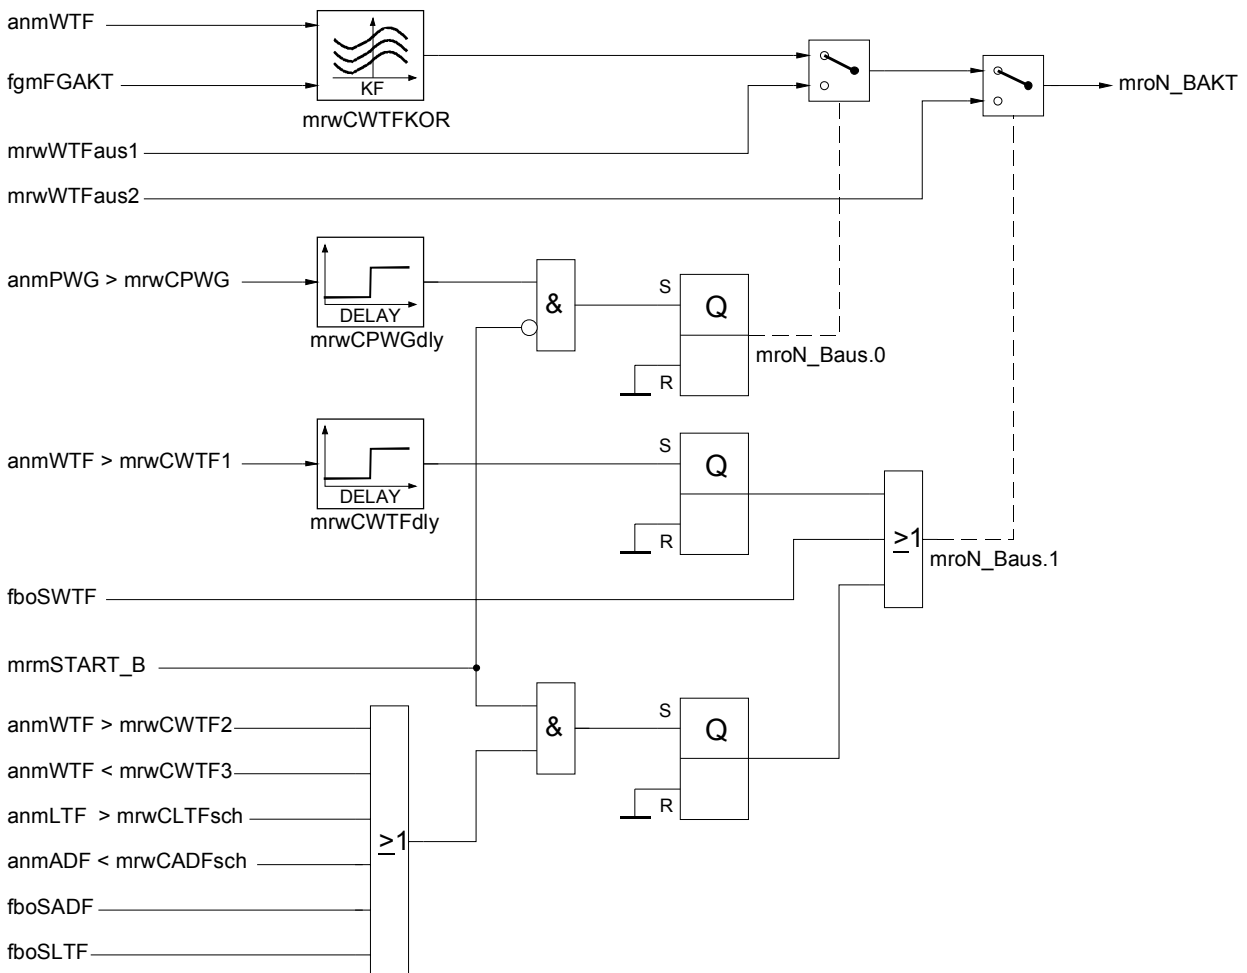 anmWTF
fgmFGAKT
KF
mrwCWTFKOR
mroN_BAKT
mrwWTFaus1
mrwWTFaus2
anmPWG > mrwCPWG
DELAY
mrwCPWGdly
&
S
Q
R
mroN_Baus.0
anmWTF > mrwCWTF1
DELAY
mrwCWTFdly
S
Q
R
≥1
mroN_Baus.1
fboSWTF
mrmSTART_B
anmWTF > mrwCWTF2
anmWTF < mrwCWTF3
anmLTF > mrwCLTFsch
anmADF < mrwCADFsch
fboSADF
fboSLTF
≥1
&
S
Q
R